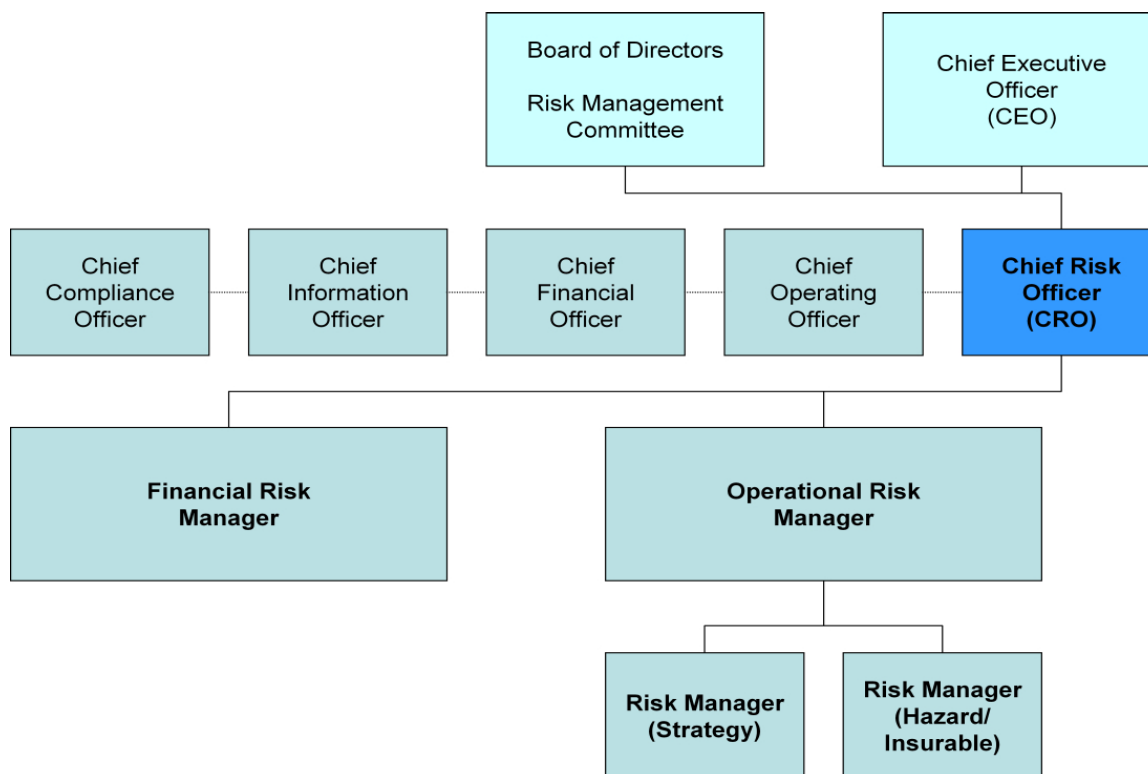 Board of Directors
Risk Management
Committee
Chief Executive
Officer
(CEO)
Chief
Compliance
Officer
Chief
Information
Officer
Chief
Financial
Officer
Chief
Operating
Officer
Chief Risk
Officer
(CRO)
Financial Risk
Manager
Operational Risk
Manager
Risk Manager
(Strategy)
Risk Manager
(Hazard/
Insurable)